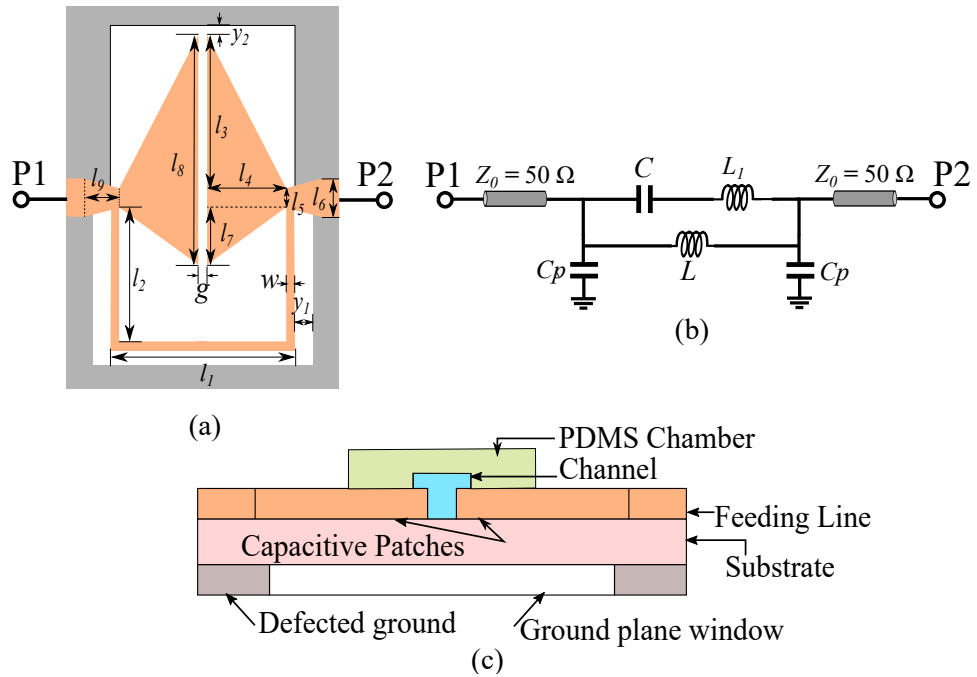 y2
l3
l8
l4
l9
l5
l6
P1
P2
l7
l2
g
w
y1
l1
(a)
P1
Z0 = 50 Ω
C
L1
Z0 = 50 Ω
P2
Cp
L
Cp
(b)
PDMS Chamber
Channel
Feeding Line
Capacitive Patches
Substrate
Defected ground
Ground plane window
(c)